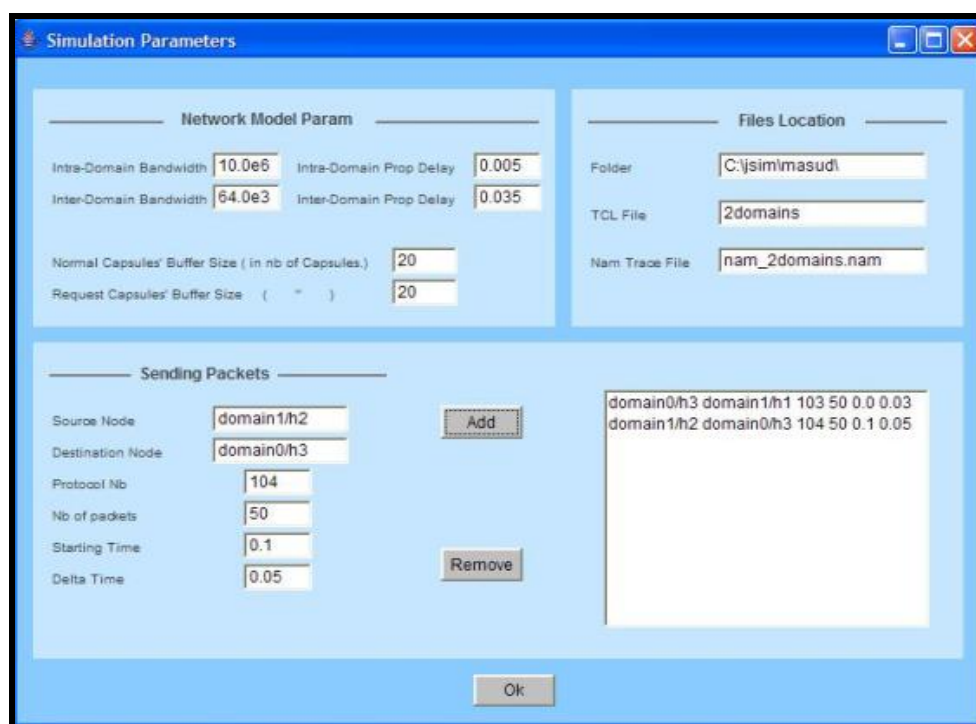 Simulation Parameters
Network Model Param
Intra-Domain Bandwidth 10.0e6 Intra-Domain Prop Delay 0.005
Inter-Domain Bandwidth 64.0e3 Inter-Domain Prop Delay 0.035
Normal Capsules' Buffer Size ( in nb of Capsules.) 20
Request Capsules' Buffer Size ( " ) 20
Files Location
Folder C:\jsim\masud\
TCL File 2domains
Nam Trace File nam_2domains.nam
Sending Packets
Source Node domain1/h2
Destination Node domain0/h3
Protocol Nb 104
Nb of packets 50
Starting Time 0.1
Delta Time 0.05
Add
Remove
domain0/h3 domain1/h1 103 50 0.0 0.03
domain1/h2 domain0/h3 104 50 0.1 0.05
Ok